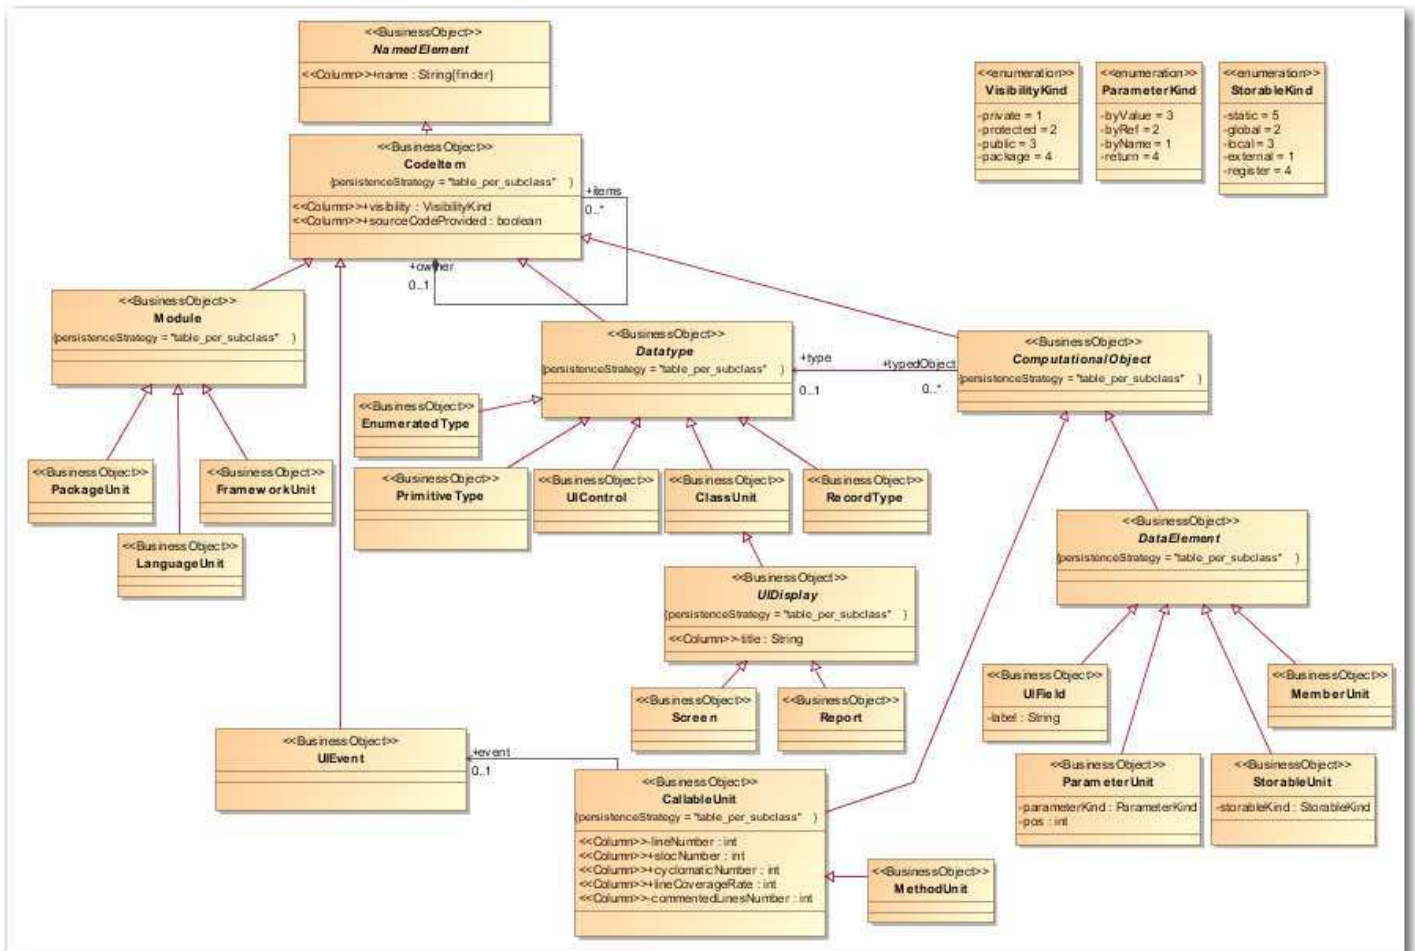 <<BusinessObject>>
NamedElement
<<Column>>+name : String{finder}
<<enumeration>>
VisibilityKind
-private = 1
-protected = 2
-public = 3
-package = 4
<<enumeration>>
ParameterKind
-byValue = 3
-byRef = 2
-byName = 1
-return = 4
<<enumeration>>
StorableKind
-static = 5
-global = 2
-local = 3
-external = 1
-register = 4
<<BusinessObject>>
CodeItem
{persistenceStrategy = "table_per_subclass" }
<<Column>>+visibility : VisibilityKind
<<Column>>+sourceCodeProvided : boolean
+items
0..*
+owner
0..1
<<BusinessObject>>
Module
{persistenceStrategy = "table_per_subclass" }
<<BusinessObject>>
Datatype
{persistenceStrategy = "table_per_subclass" }
+type
0..1
+typedObject
0..*
<<BusinessObject>>
ComputationalObject
{persistenceStrategy = "table_per_subclass" }
<<BusinessObject>>
EnumeratedType
<<BusinessObject>>
PackageUnit
<<BusinessObject>>
FrameworkUnit
<<BusinessObject>>
PrimitiveType
<<BusinessObject>>
UIControl
<<BusinessObject>>
ClassUnit
<<BusinessObject>>
RecordType
<<BusinessObject>>
LanguageUnit
<<BusinessObject>>
DataElement
{persistenceStrategy = "table_per_subclass" }
<<BusinessObject>>
UIDisplay
{persistenceStrategy = "table_per_subclass" }
<<Column>>-title : String
<<BusinessObject>>
Screen
<<BusinessObject>>
Report
<<BusinessObject>>
UIField
-label : String
<<BusinessObject>>
MemberUnit
<<BusinessObject>>
UIEvent
+event
0..1
<<BusinessObject>>
ParameterUnit
-parameterKind : ParameterKind
-pos : int
<<BusinessObject>>
StorableUnit
-storableKind : StorableKind
<<BusinessObject>>
CallableUnit
{persistenceStrategy = "table_per_subclass" }
<<Column>>-lineNumber : int
<<Column>>+slocNumber : int
<<Column>>+cyclomaticNumber : int
<<Column>>+lineCoverageRate : int
<<Column>>-commentedLinesNumber : int
<<BusinessObject>>
MethodUnit